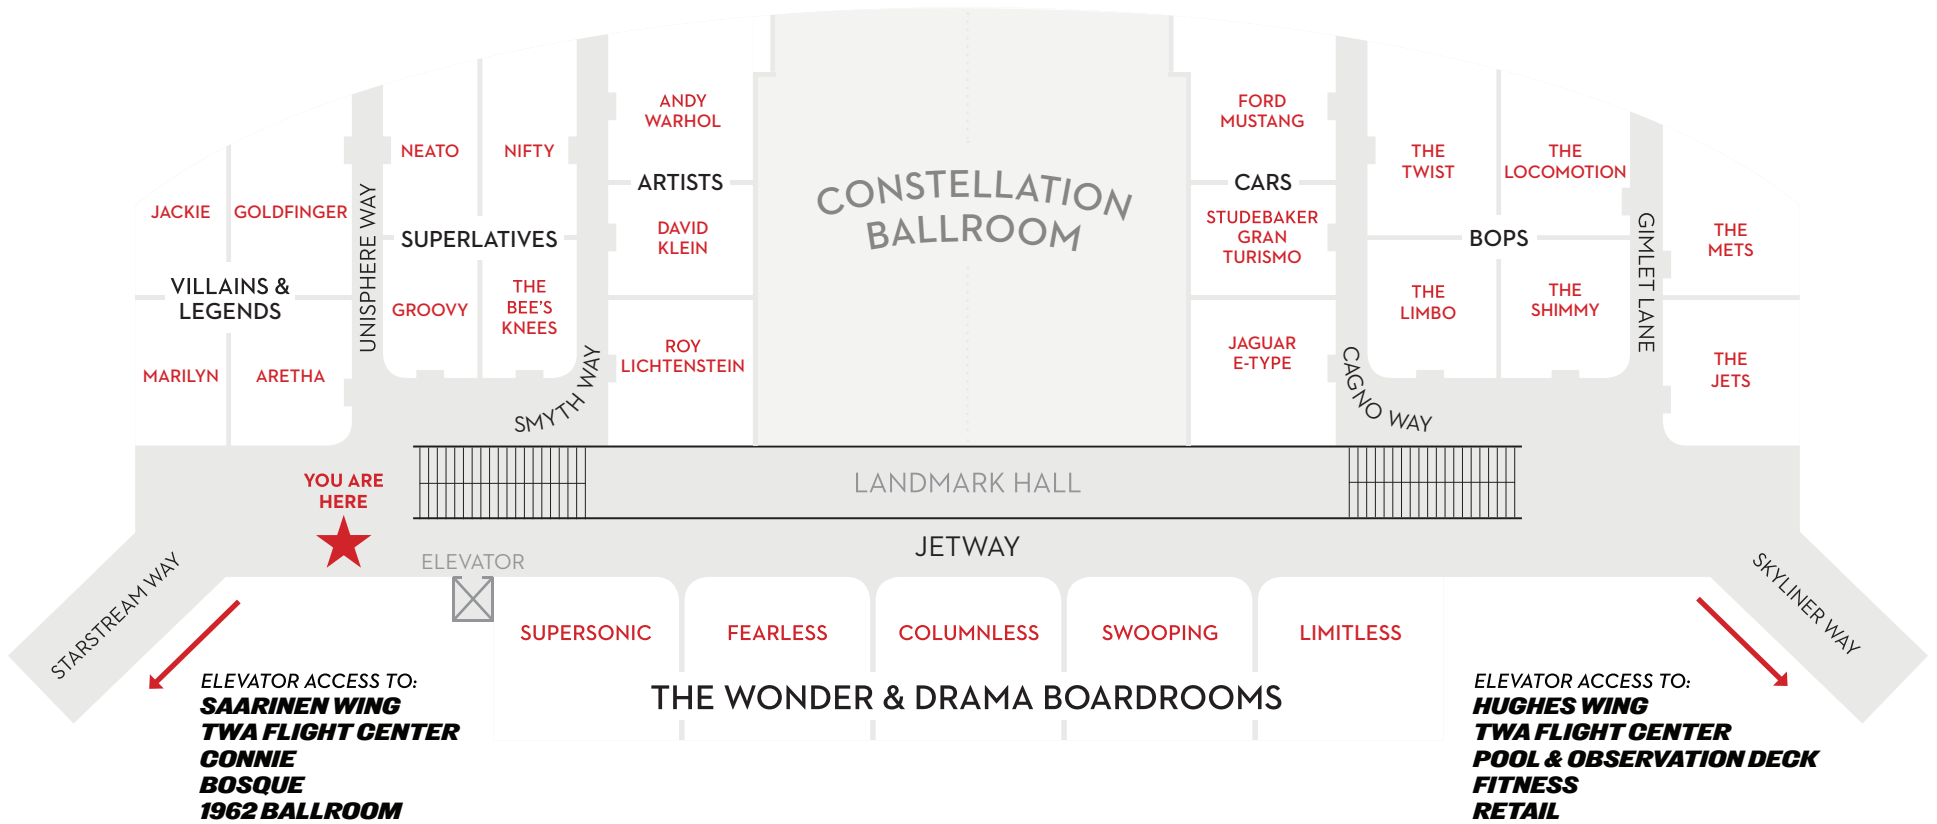 ANDY
WARHOL
FORD
MUSTANG
NEATO
NIFTY
THE
TWIST
THE
LOCOMOTION
ARTISTS
CARS
CONSTELLATION
BALLROOM
JACKIE
GOLDFINGER
UNISPHERE WAY
SUPERLATIVES
DAVID
KLEIN
STUDEBAKER
GRAN
TURISMO
BOPS
GIMLET LANE
THE
METS
VILLAINS &
LEGENDS
GROOVY
THE
BEE'S
KNEES
THE
LIMBO
THE
SHIMMY
MARILYN
ARETHA
SMYTH WAY
ROY
LICHTENSTEIN
JAGUAR
E-TYPE
CAGNO WAY
THE
JETS
YOU ARE
HERE
LANDMARK HALL
JETWAY
ELEVATOR
STARSTREAM WAY
SKYLINER WAY
SUPERSONIC
FEARLESS
COLUMNLESS
SWOOPING
LIMITLESS
THE WONDER & DRAMA BOARDROOMS
ELEVATOR ACCESS TO:
SAARINEN WING
TWA FLIGHT CENTER
CONNIE
BOSQUE
1962 BALLROOM
ELEVATOR ACCESS TO:
HUGHES WING
TWA FLIGHT CENTER
POOL & OBSERVATION DECK
FITNESS
RETAIL